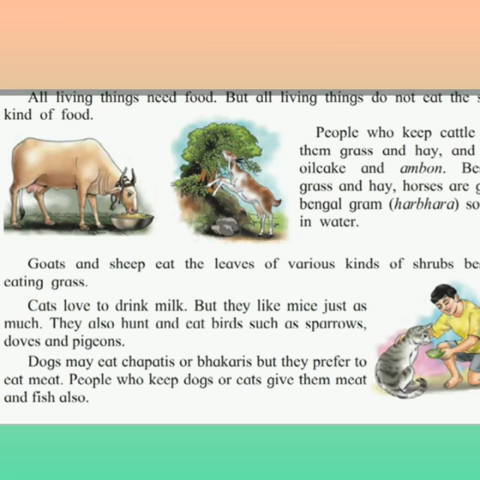 All living things need food. But all living things do not eat the s
kind of food.
People who keep cattle
them grass and hay, and
oilcake and ambon. Be
grass and hay, horses are g
bengal gram (harbhara) so
in water.
Goats and sheep eat the leaves of various kinds of shrubs be
eating grass.
Cats love to drink milk. But they like mice just as
much. They also hunt and eat birds such as sparrows,
doves and pigeons.
Dogs may eat chapatis or bhakaris but they prefer to
eat meat. People who keep dogs or cats give them meat
and fish also.